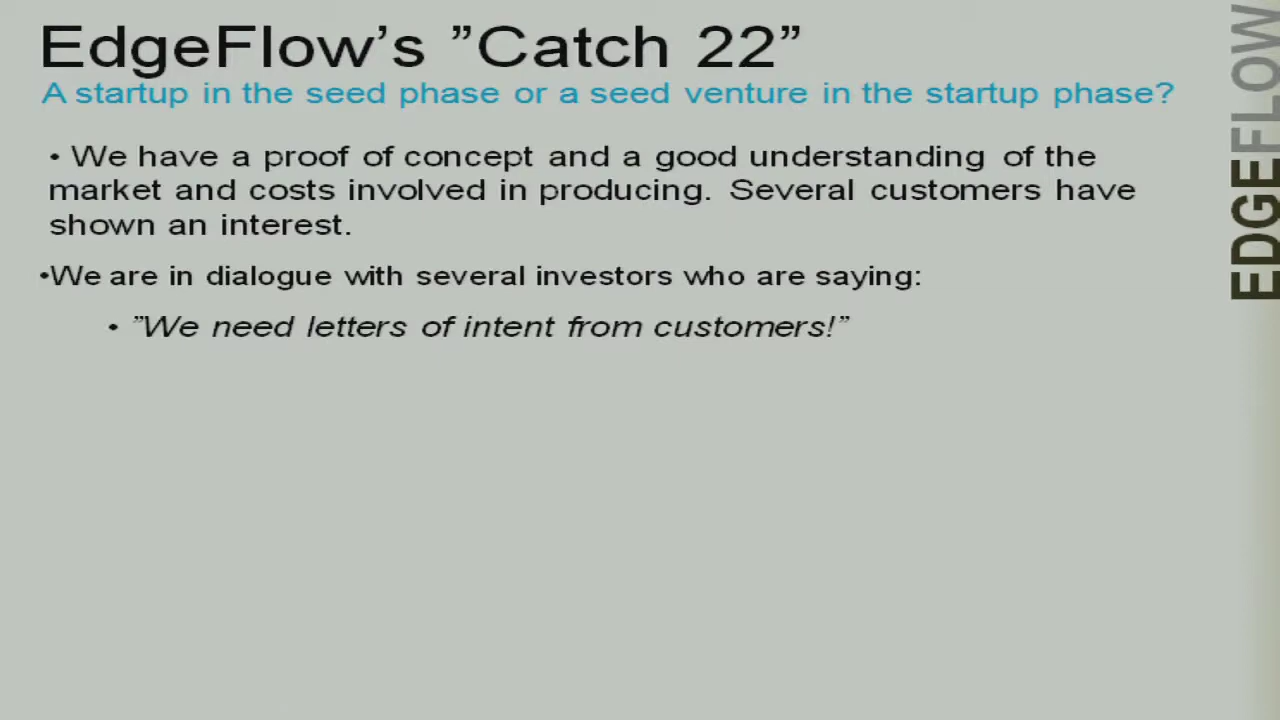 EdgeFlow’s ”Catch 22”
A startup in the seed phase or a seed venture in the startup phase?
• We have a proof of concept and a good understanding of the
market and costs involved in producing. Several customers have
shown an interest.
•We are in dialogue with several investors who are saying:
• ”We need letters of intent from customers!”
EDGEFLOW